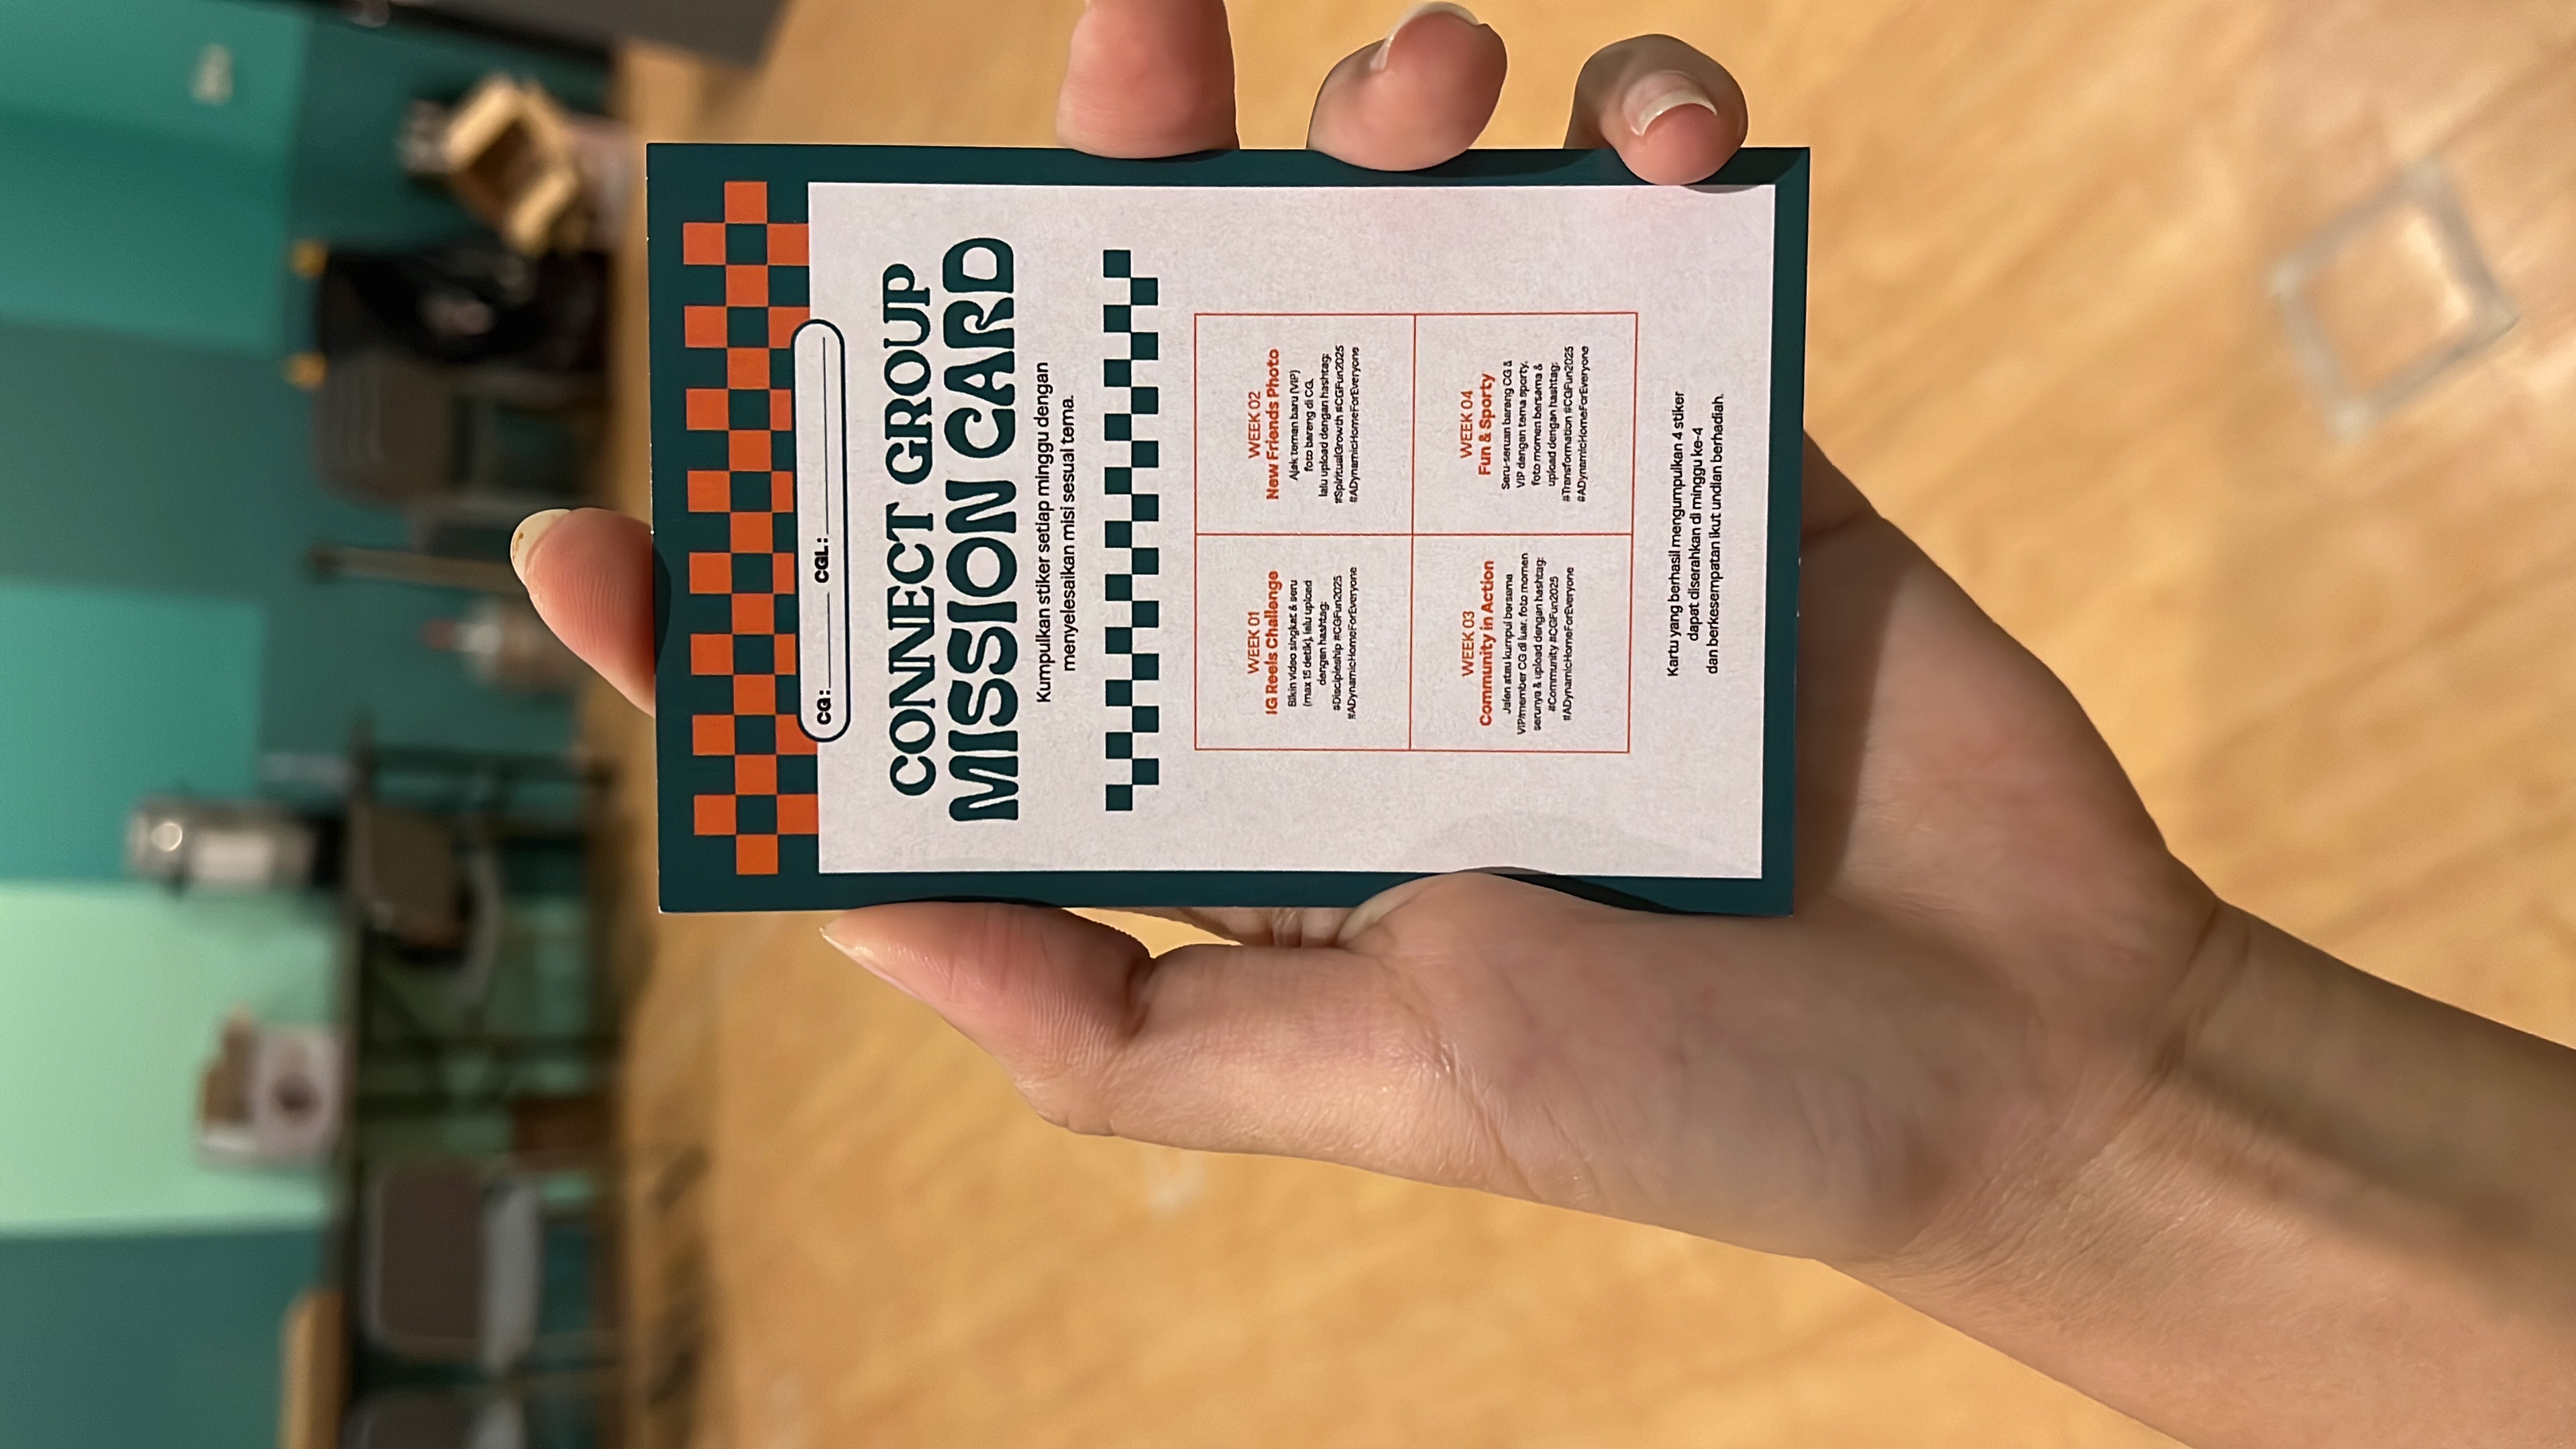 CG: CGL:
CONNECT GROUP
MISSION CARD
Kumpulkan stiker setiap minggu dengan
menyelesaikan misi sesuai tema.
WEEK 01
IG Reels Challenge
Bikin video singkat & seru
(max 15 detik), lalu upload
dengan hashtag:
#Discipleship #CGFun2025
#ADynamicHomeForEveryone
WEEK 02
New Friends Photo
Ajak teman baru (VIP)
foto bareng di CG,
lalu upload dengan hashtag:
#SpiritualGrowth #CGFun2025
#ADynamicHomeForEveryone
WEEK 03
Community in Action
Jalan atau kumpul bersama
VIP/member CG di luar, foto momen
serunya & upload dengan hashtag:
#Community #CGFun2025
#ADynamicHomeForEveryone
WEEK 04
Fun & Sporty
Seru-seruan bareng CG &
VIP dengan tema sporty,
foto momen bersama &
upload dengan hashtag:
#Transformation #CGFun2025
#ADynamicHomeForEveryone
Kartu yang berhasil mengumpulkan 4 stiker
dapat diserahkan di minggu ke-4
dan berkesempatan ikut undian berhadiah.